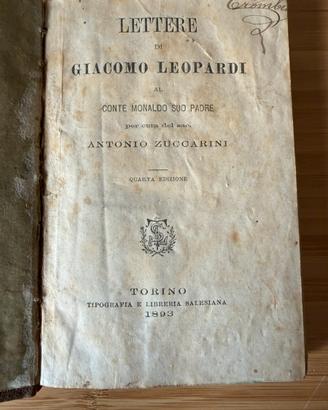 LETTERE
DI
GIACOMO LEOPARDI
AL
CONTE MONALDO SUO PADRE
per cura del sac.
ANTONIO ZUCCARINI
QUARTA EDIZIONE
TORINO
TIPOGRAFIA E LIBRERIA SALESIANA
1893